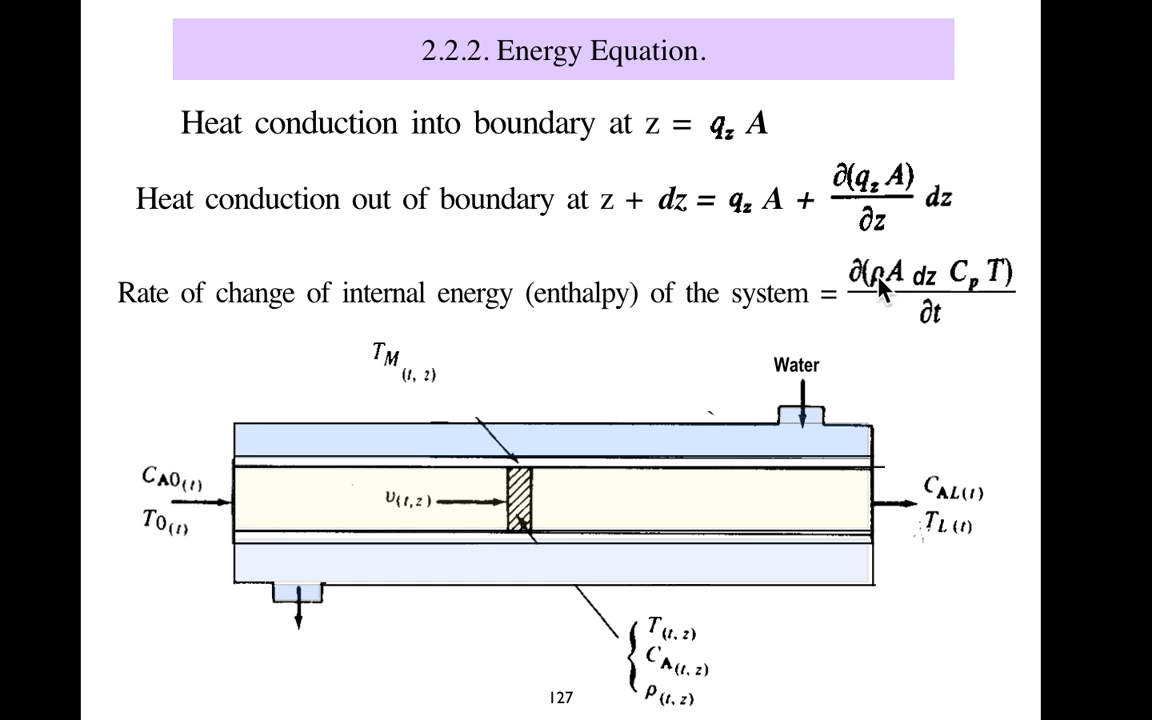 2.2.2. Energy Equation.
Heat conduction into boundary at z = q_z A
Heat conduction out of boundary at z + dz = q_z A + ∂(q_z A)/∂z dz
Rate of change of internal energy (enthalpy) of the system = ∂(ρA dz C_p T)/∂t
T_M (t, z)
Water
C_A0(t)
T_0(t)
υ(t,z)
C_AL(t)
T_L(t)
T(t, z)
C_A(t, z)
ρ(t, z)
127